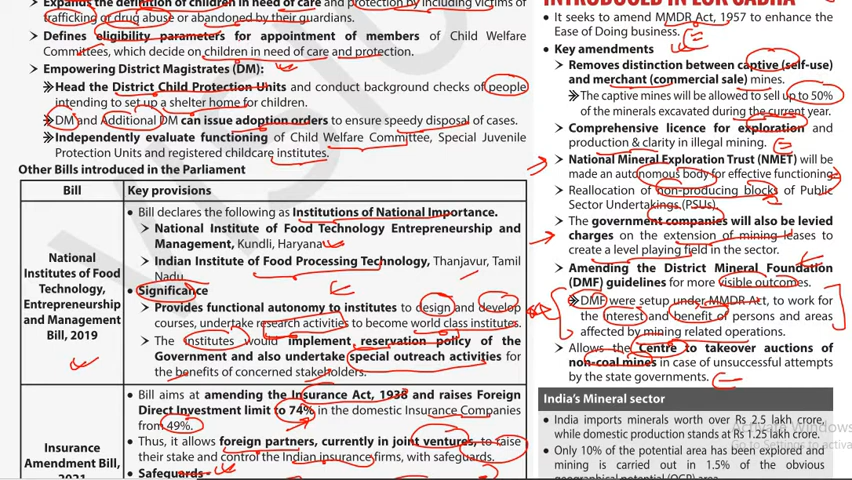 Expands the definition of children in need of care and protection by including victims of
trafficking or drug abuse or abandoned by their guardians.
➤ Defines eligibility parameters for appointment of members of Child Welfare
Committees, which decide on children in need of care and protection.
➤ Empowering District Magistrates (DM):
Head the District Child Protection Units and conduct background checks of people
intending to set up a shelter home for children.
DM and Additional DM can issue adoption orders to ensure speedy disposal of cases.
Independently evaluate functioning of Child Welfare Committee, Special Juvenile
Protection Units and registered childcare institutes.
Other Bills introduced in the Parliament
Bill
Key provisions
National
Institutes of Food
Technology,
Entrepreneurship
and Management
Bill, 2019
• Bill declares the following as Institutions of National Importance.
➤ National Institute of Food Technology Entrepreneurship and
Management, Kundli, Haryana
➤ Indian Institute of Food Processing Technology, Thanjavur, Tamil
Nadu
• Significance
➤ Provides functional autonomy to institutes to design and develop
courses, undertake research activities to become world class institutes.
➤ The institutes would implement reservation policy of the
Government and also undertake special outreach activities for
the benefits of concerned stakeholders.
Insurance
Amendment Bill,
2021
• Bill aims at amending the Insurance Act, 1938 and raises Foreign
Direct Investment limit to 74% in the domestic Insurance Companies
from 49%.
• Thus, it allows foreign partners, currently in joint ventures, to raise
their stake and control the Indian insurance firms, with safeguards.
• Safeguards
INTRODUCED IN LOK SABHA
• It seeks to amend MMDR Act, 1957 to enhance the
Ease of Doing business.
• Key amendments
➤ Removes distinction between captive (self-use)
and merchant (commercial sale) mines.
The captive mines will be allowed to sell up to 50%
of the minerals excavated during the current year.
➤ Comprehensive licence for exploration and
production & clarity in illegal mining.
➤ National Mineral Exploration Trust (NMET) will be
made an autonomous body for effective functioning
➤ Reallocation of non-producing blocks of Public
Sector Undertakings (PSUs).
➤ The government companies will also be levied
charges on the extension of mining leases to
create a level playing field in the sector.
➤ Amending the District Mineral Foundation
(DMF) guidelines for more visible outcomes.
DMF were setup under MMDR Act, to work for
the interest and benefit of persons and areas
affected by mining related operations.
➤ Allows the Centre to takeover auctions of
non-coal mines in case of unsuccessful attempts
by the state governments.
India's Mineral sector
• India imports minerals worth over Rs 2.5 lakh crore,
while domestic production stands at Rs 1.25 lakh crore.
• Only 10% of the potential area has been explored and
mining is carried out in 1.5% of the obvious
geographical potential (OGP) area.
Activate Windows
Go to Settings to activa